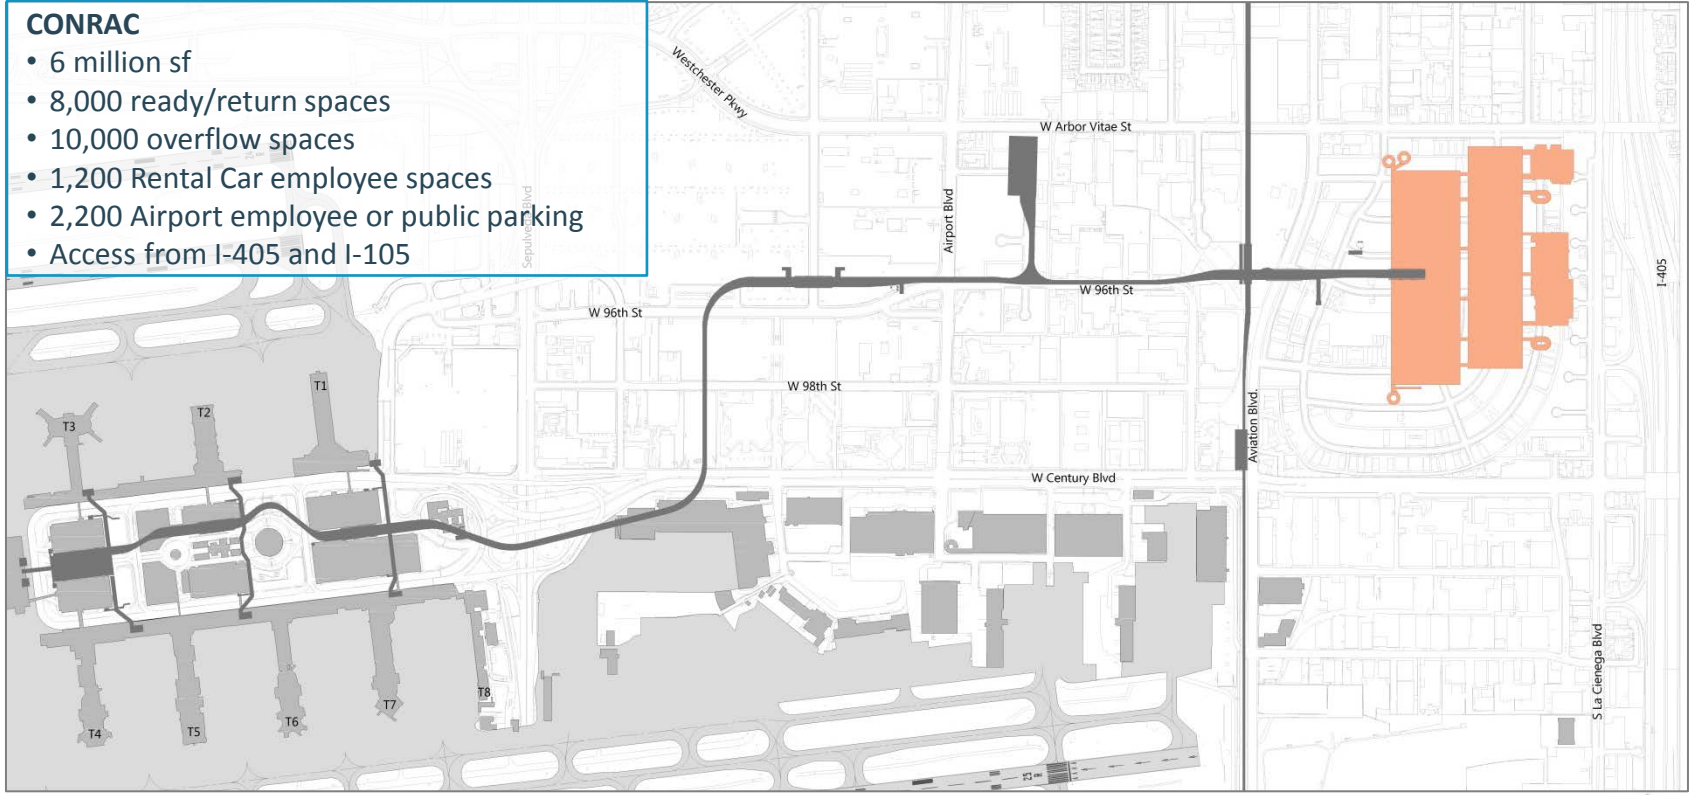 CONRAC
• 6 million sf
• 8,000 ready/return spaces
• 10,000 overflow spaces
• 1,200 Rental Car employee spaces
• 2,200 Airport employee or public parking
• Access from I-405 and I-105
Westchester Pkwy
W Arbor Vitae St
Sepulveda Blvd
Airport Blvd
I-405
W 96th St
W 96th St
W 98th St
T1
T2
T3
Aviation Blvd.
W Century Blvd
S La Cienega Blvd
T8
T7
T6
T5
T4
25
R